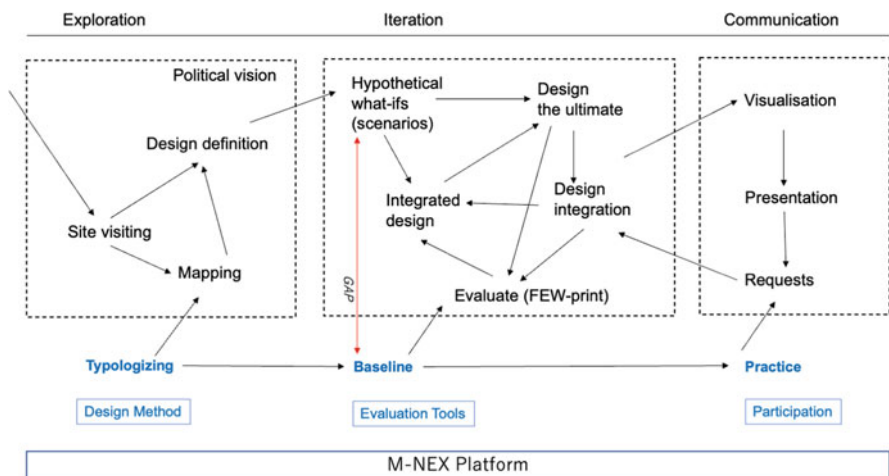 Exploration
Iteration
Communication
Political vision
Design definition
Site visiting
Mapping
Hypothetical
what-ifs
(scenarios)
Design
the ultimate
Integrated
design
Design
integration
Evaluate (FEW-print)
GAP
Visualisation
Presentation
Requests
Typologizing
Baseline
Practice
Design Method
Evaluation Tools
Participation
M-NEX Platform